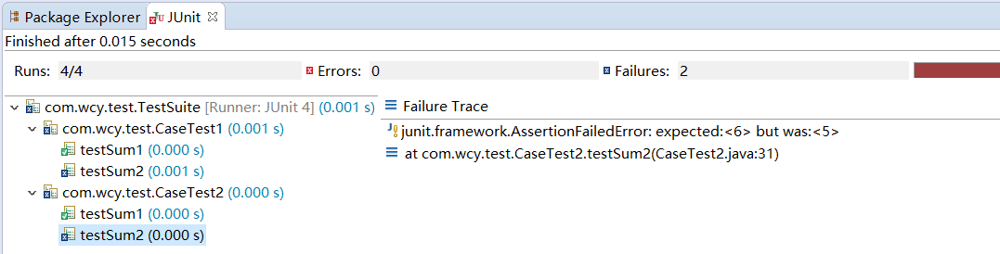 Package Explorer JUnit
Finished after 0.015 seconds
Runs: 4/4 Errors: 0 Failures: 2
com.wcy.test.TestSuite [Runner: JUnit 4] (0.001 s)
com.wcy.test.CaseTest1 (0.001 s)
testSum1 (0.000 s)
testSum2 (0.001 s)
com.wcy.test.CaseTest2 (0.000 s)
testSum1 (0.000 s)
testSum2 (0.000 s)
Failure Trace
junit.framework.AssertionFailedError: expected:<6> but was:<5>
at com.wcy.test.CaseTest2.testSum2(CaseTest2.java:31)